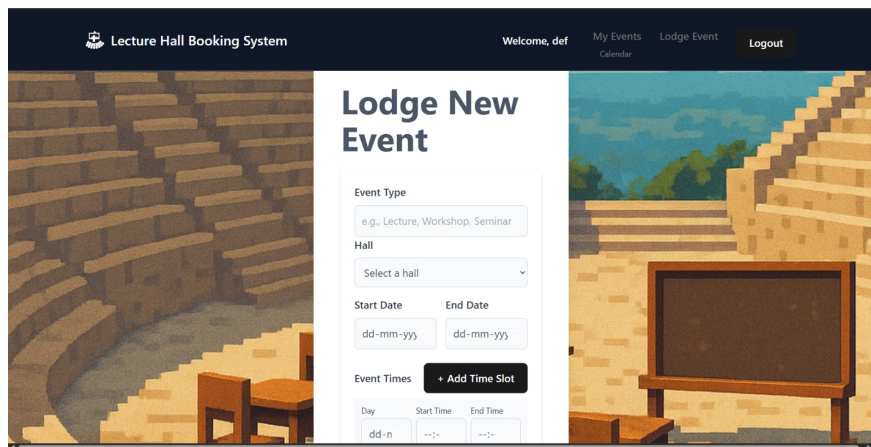 Lecture Hall Booking System
Welcome, def
My Events
Lodge Event
Calendar
Logout
Lodge New
Event
Event Type
e.g., Lecture, Workshop, Seminar
Hall
Select a hall
Start Date End Date
dd-mm-yyy dd-mm-yyy
Event Times + Add Time Slot
Day Start Time End Time
dd-n --:- --:-